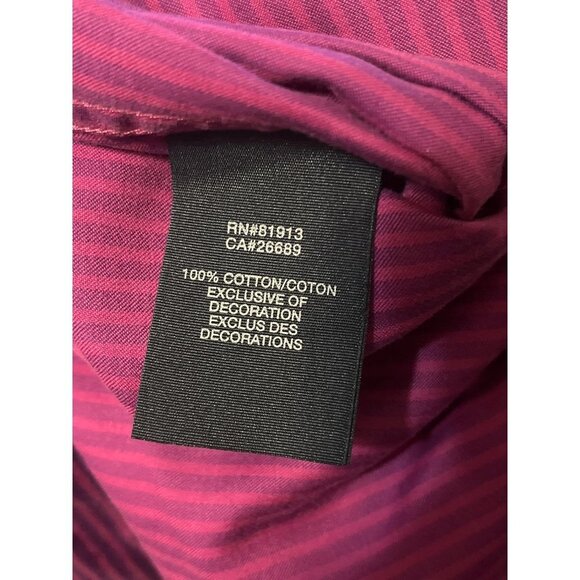 RN#81913
CA#26689
100% COTTON/COTON
EXCLUSIVE OF
DECORATION
EXCLUS DES
DECORATIONS